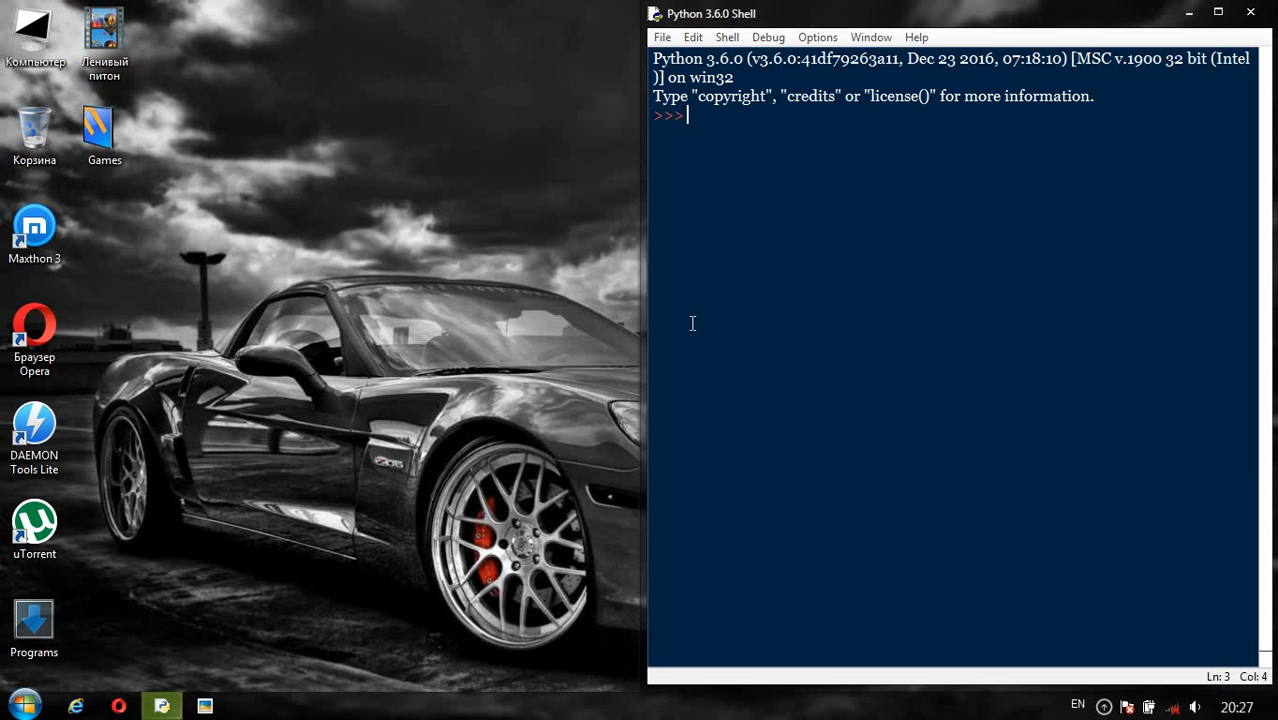 Компьютер
Ленивый
питон
Корзина
Games
Maxthon 3
Браузер
Opera
DAEMON
Tools Lite
uTorrent
Programs
Z06
Python 3.6.0 Shell
File Edit Shell Debug Options Window Help
Python 3.6.0 (v3.6.0:41df79263a11, Dec 23 2016, 07:18:10) [MSC v.1900 32 bit (Intel
)] on win32
Type "copyright", "credits" or "license()" for more information.
>>>
Ln: 3 Col: 4
EN 20:27